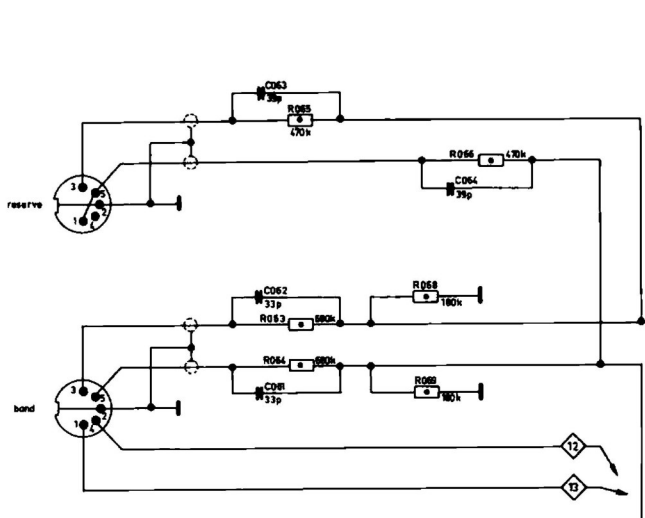 C063
39p
R065
470k
R066 470k
C064
39p
reserve
3
5
2
1
4
C062
33p
R063 680k
R068
180k
R064 680k
C061
33p
R069
180k
band
3
5
2
1
4
12
13